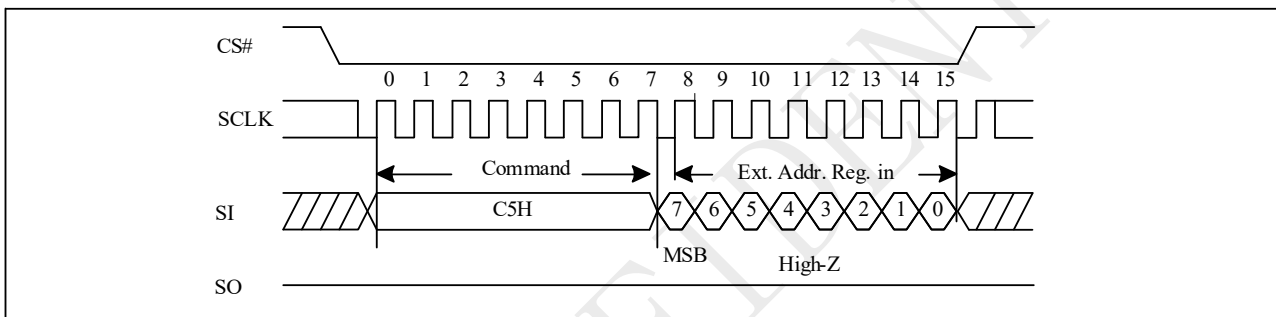 CS#
0 1 2 3 4 5 6 7 8 9 10 11 12 13 14 15
SCLK
Command Ext. Addr. Reg. in
SI C5H 7 6 5 4 3 2 1 0
MSB High-Z
SO